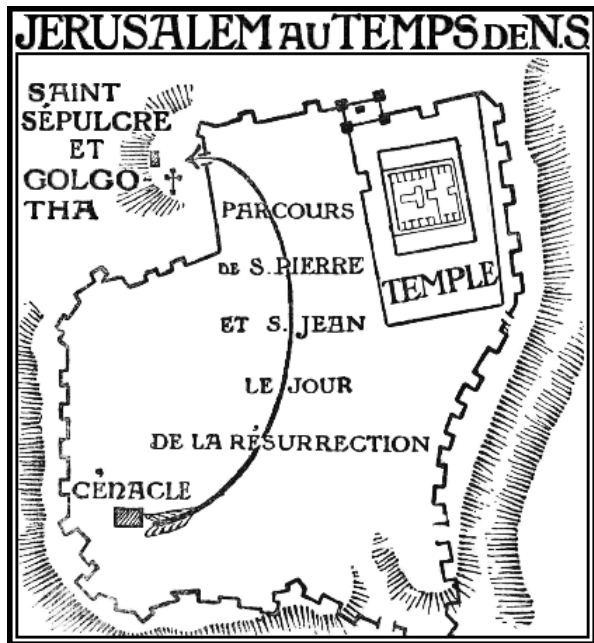 JERUSALEM AU TEMPS DE N.S.
SAINT
SÉPULCRE
ET
GOLGO-
THA
PARCOURS
DE S. PIERRE
ET S. JEAN
LE JOUR
DE LA RÉSURRECTION
TEMPLE
CÉNACLE